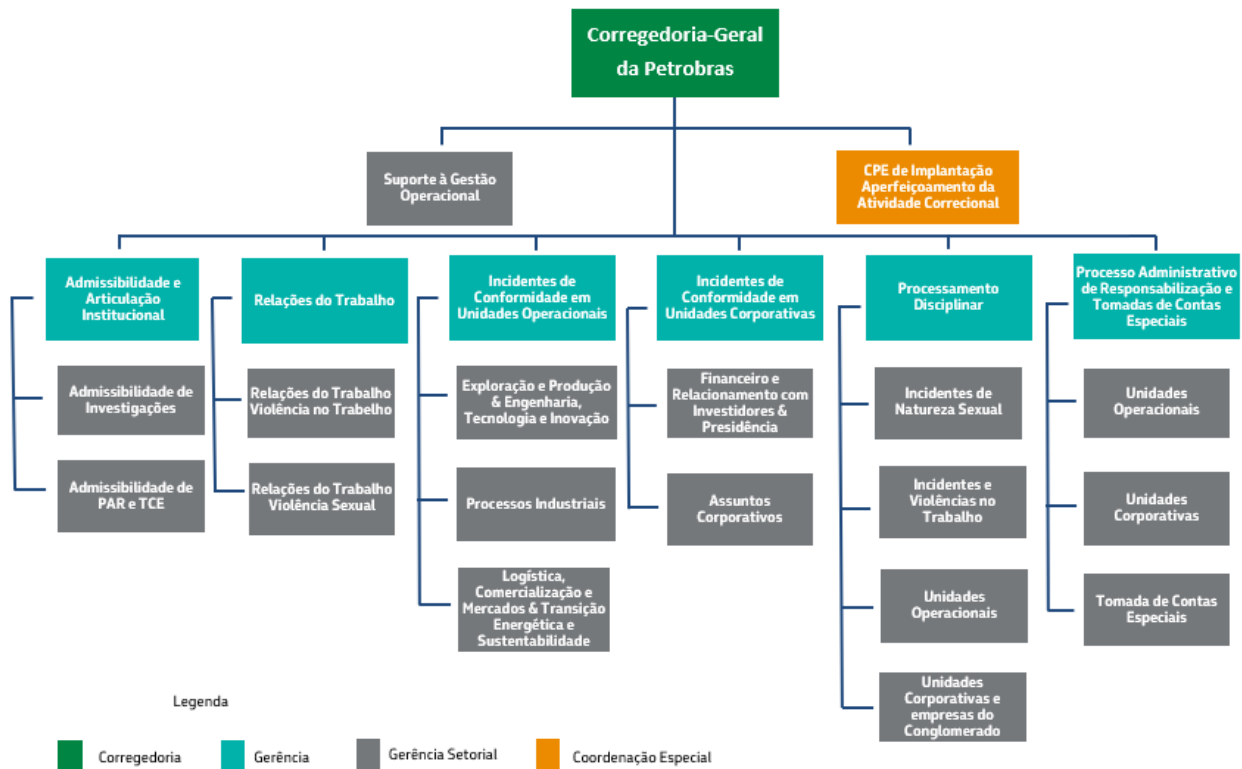 Corregedoria-Geral
da Petrobras
Suporte à Gestão
Operacional
CPE de Implantação
Aperfeiçoamento da
Atividade Correcional
Admissibilidade e
Articulação
Institucional
Relações do Trabalho
Incidentes de
Conformidade em
Unidades Operacionais
Incidentes de
Conformidade em
Unidades Corporativas
Processamento
Disciplinar
Processo Administrativo
de Responsabilização e
Tomadas de Contas
Especiais
Admissibilidade de
Investigações
Relações do Trabalho
Violência no Trabelho
Exploração e Produção
& Engenharia,
Tecnologia e Inovação
Financeiro e
Relacionamento com
Investidores &
Presidência
Incidentes de
Natureza Sexual
Unidades
Operacionais
Admissibilidade de
PAR e TCE
Relações do Trabalho
Violência Sexual
Processos Industriais
Assuntos
Corporativos
Incidentes e
Violências no
Trabalho
Unidades
Corporativas
Logística,
Comercialização e
Mercados & Transição
Energética e
Sustentabilidade
Unidades
Operacionais
Tomada de Contas
Especiais
Unidades
Corporativas e
empresas do
Conglomerado
Legenda
Corregedoria
Gerência
Gerência Setorial
Coordenação Especial